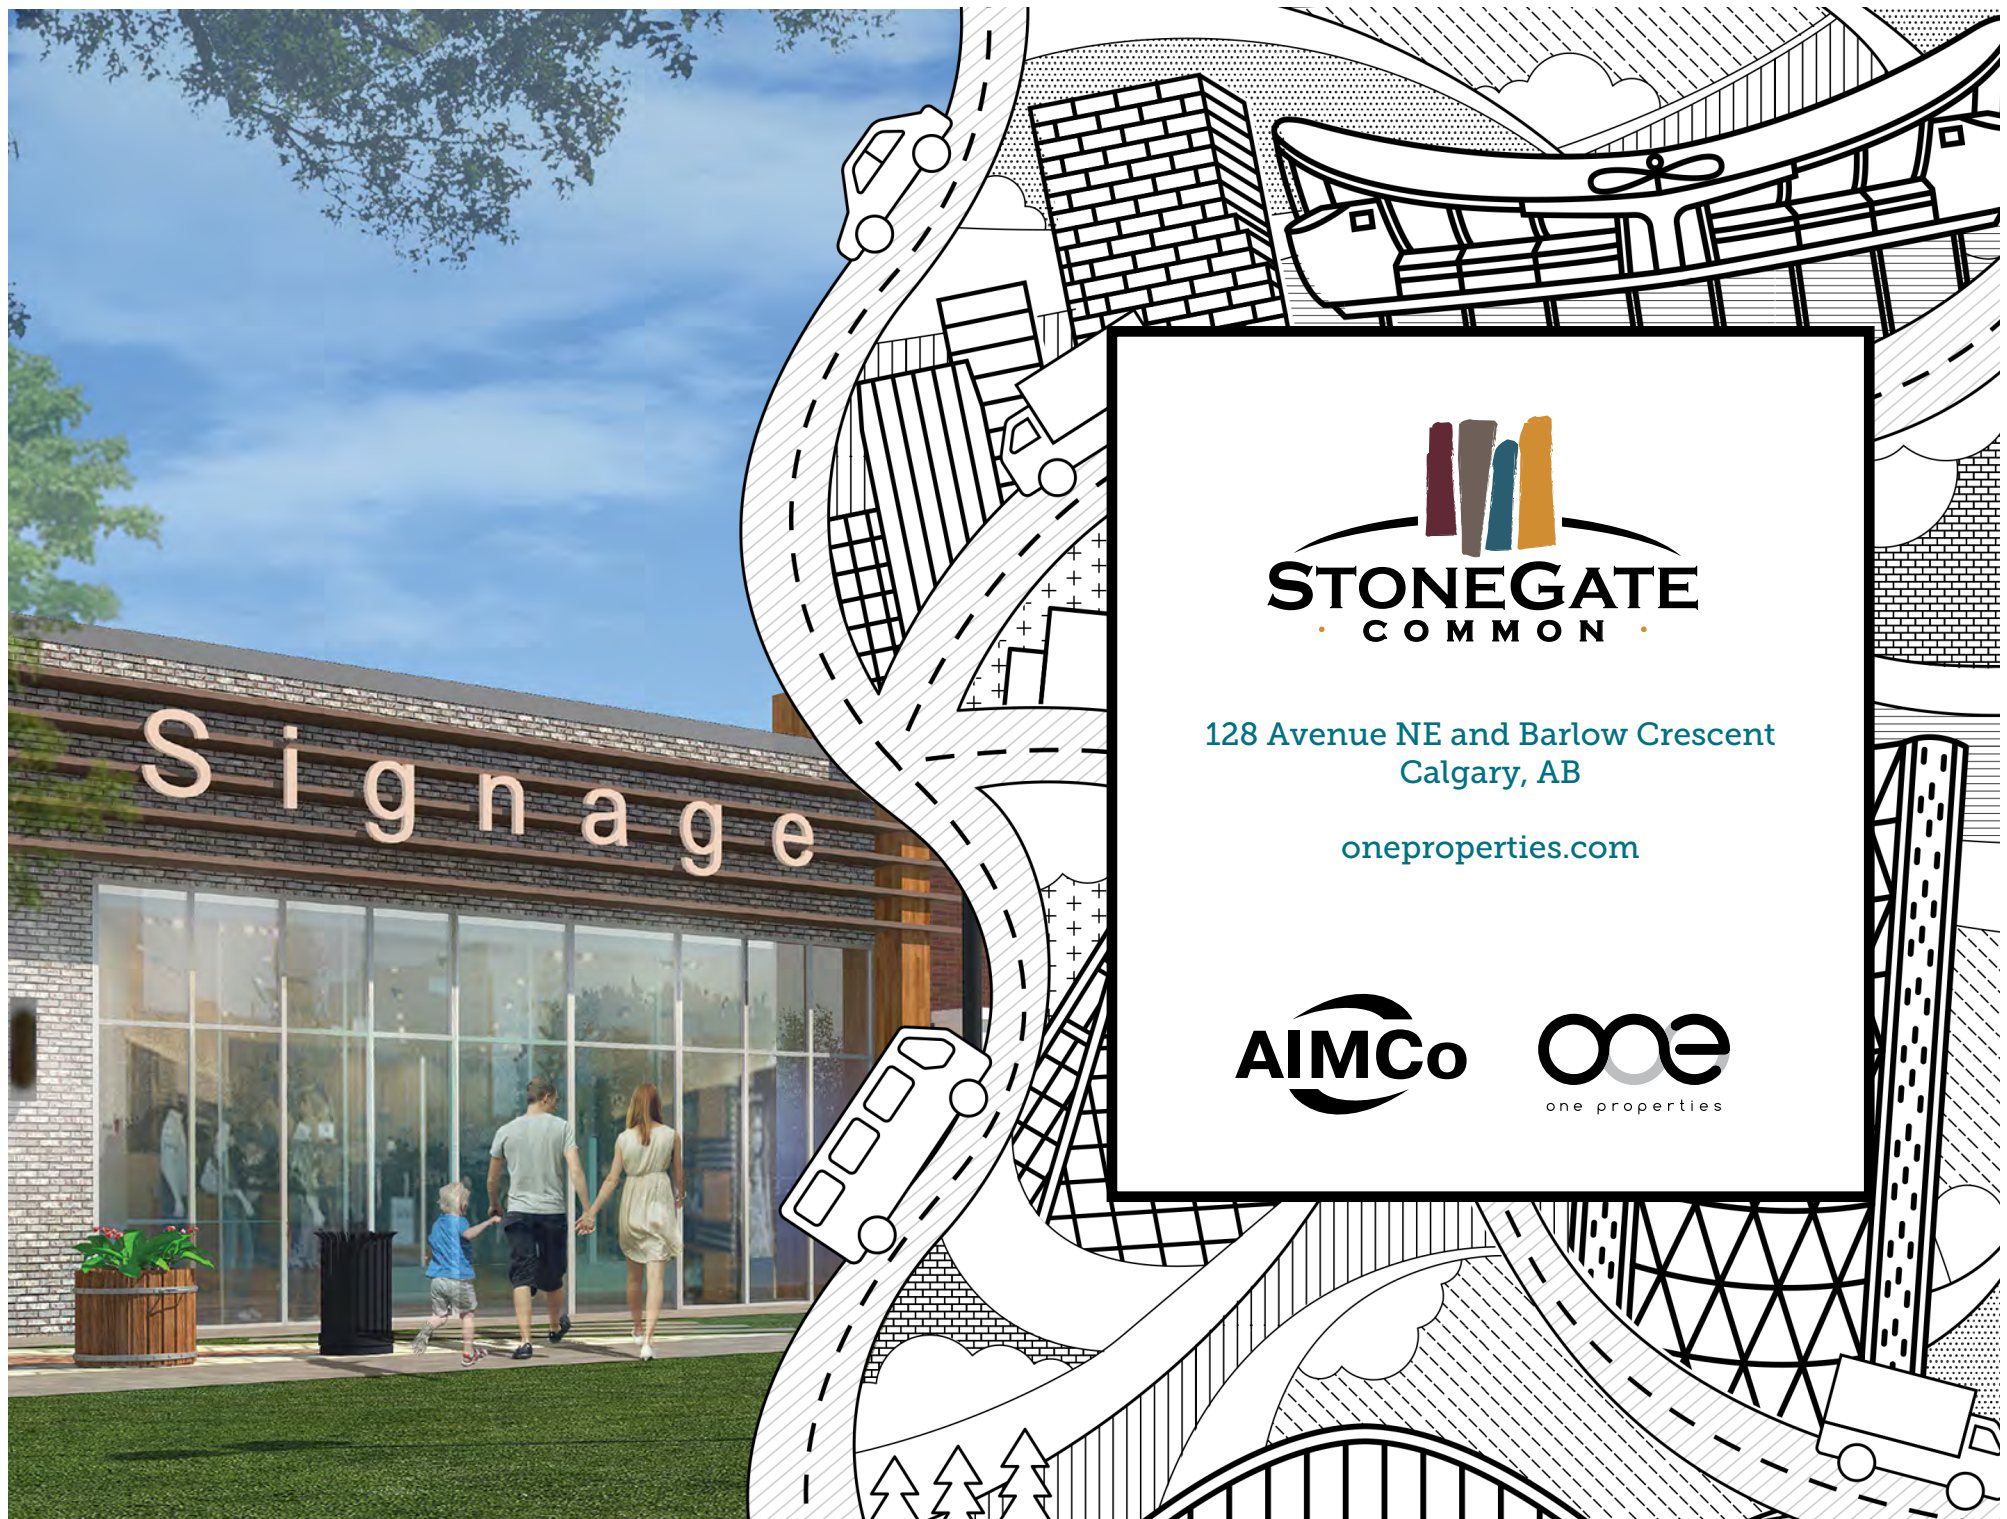 Signage
STONEGATE
· COMMON ·
128 Avenue NE and Barlow Crescent
Calgary, AB
oneproperties.com
AIMCo
one
one properties